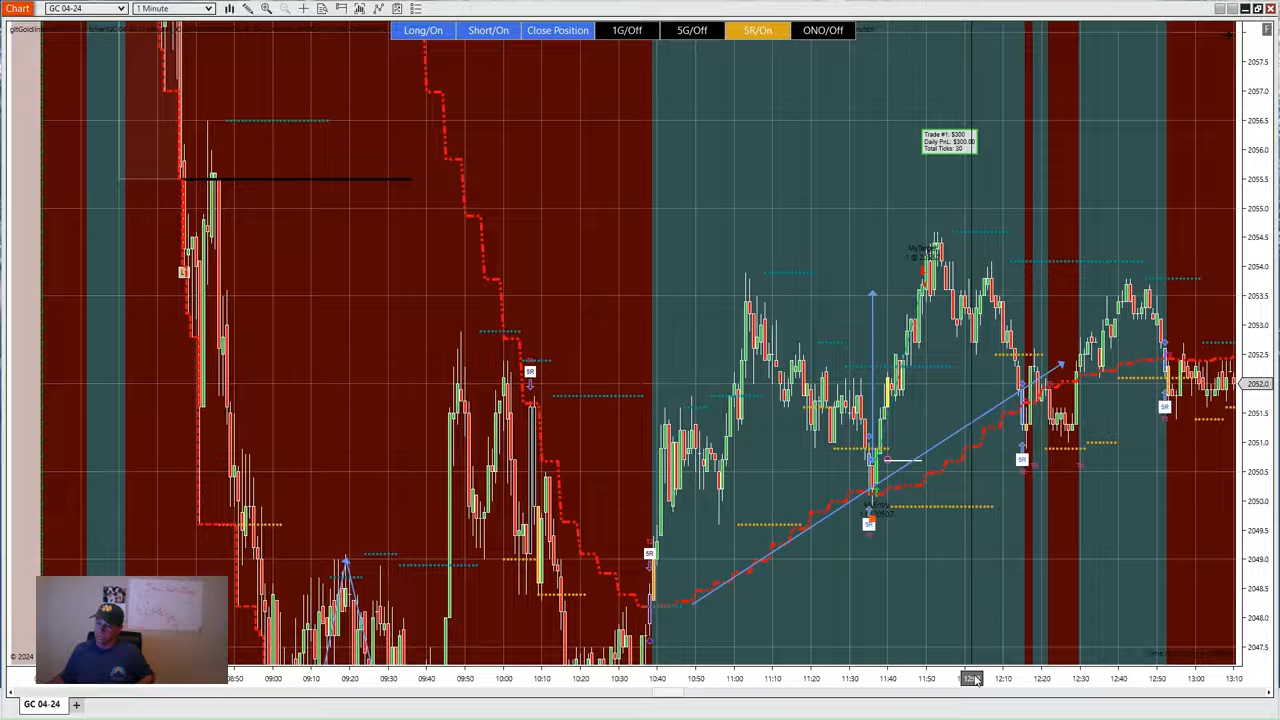 Chart
GC 04-24
1 Minute
Long/On
Short/On
Close Position
1G/Off
5G/Off
5R/On
ONO/Off
F
Trade #1: $300
Daily PnL: $300.00
Total Ticks: 30
2057.5
2057.0
2056.5
2056.0
2055.5
2055.0
2054.5
2054.0
2053.5
2053.0
2052.5
2052.0
2051.5
2051.0
2050.5
2050.0
2049.5
2049.0
2048.5
2048.0
2047.5
5R
5R
5R
5R
5R
© 2024
08:50
09:00
09:10
09:20
09:30
09:40
09:50
10:00
10:10
10:20
10:30
10:40
10:50
11:00
11:10
11:20
11:30
11:40
11:50
12:10
12:20
12:30
12:40
12:50
13:00
13:10
GC 04-24